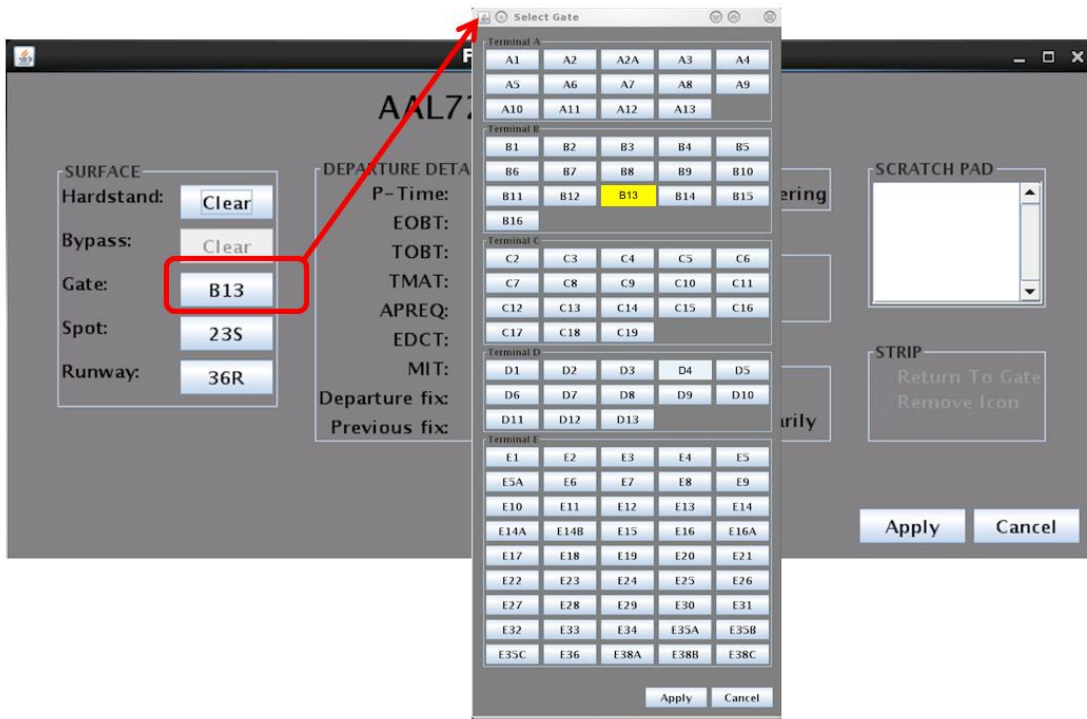 Select Gate
F
AAL72
SURFACE
Hardstand: Clear
Bypass: Clear
Gate: B13
Spot: 23S
Runway: 36R
DEPARTURE DETA
P-Time:
EOBT:
TOBT:
TMAT:
APREQ:
EDCT:
MIT:
Departure fix:
Previous fix:
Terminal A
A1 A2 A2A A3 A4
A5 A6 A7 A8 A9
A10 A11 A12 A13
Terminal B
B1 B2 B3 B4 B5
B6 B7 B8 B9 B10
B11 B12 B13 B14 B15
B16
Terminal C
C2 C3 C4 C5 C6
C7 C8 C9 C10 C11
C12 C13 C14 C15 C16
C17 C18 C19
Terminal D
D1 D2 D3 D4 D5
D6 D7 D8 D9 D10
D11 D12 D13
Terminal E
E1 E2 E3 E4 E5
E5A E6 E7 E8 E9
E10 E11 E12 E13 E14
E14A E14B E15 E16 E16A
E17 E18 E19 E20 E21
E22 E23 E24 E25 E26
E27 E28 E29 E30 E31
E32 E33 E34 E35A E35B
E35C E36 E38A E38B E38C
Apply Cancel
ering
arily
SCRATCH PAD
STRIP
Return To Gate
Remove Icon
Apply Cancel